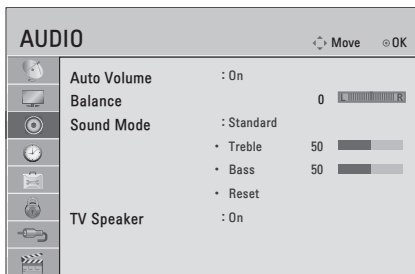 AUDIO Move OK
Auto Volume : On
Balance 0 L R
Sound Mode : Standard
• Treble 50
• Bass 50
• Reset
TV Speaker : On